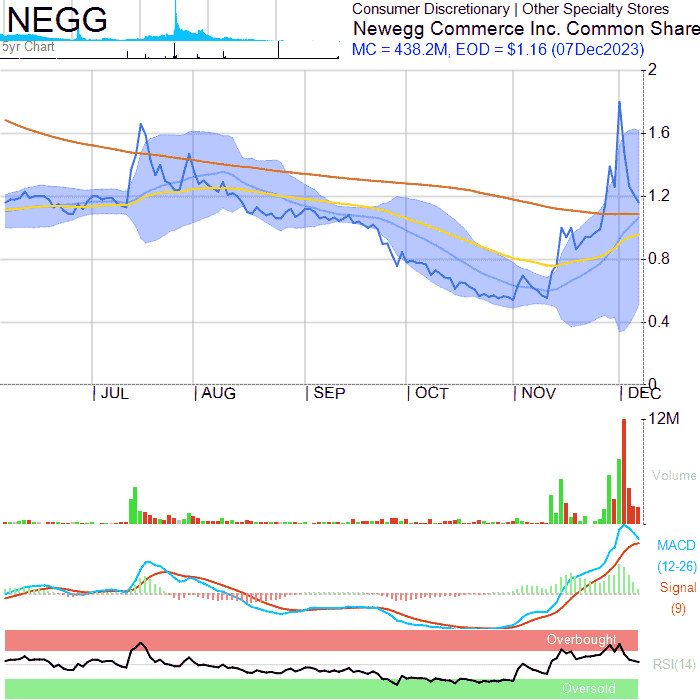 NEGG
5yr Chart
Consumer Discretionary | Other Specialty Stores
Newegg Commerce Inc. Common Share
MC = 438.2M, EOD = $1.16 (07Dec2023)
2
1.6
1.2
0.8
0.4
0
JUL AUG SEP OCT NOV DEC
12M
Volume
MACD
(12-26)
Signal
(9)
Overbought
RSI(14)
Oversold